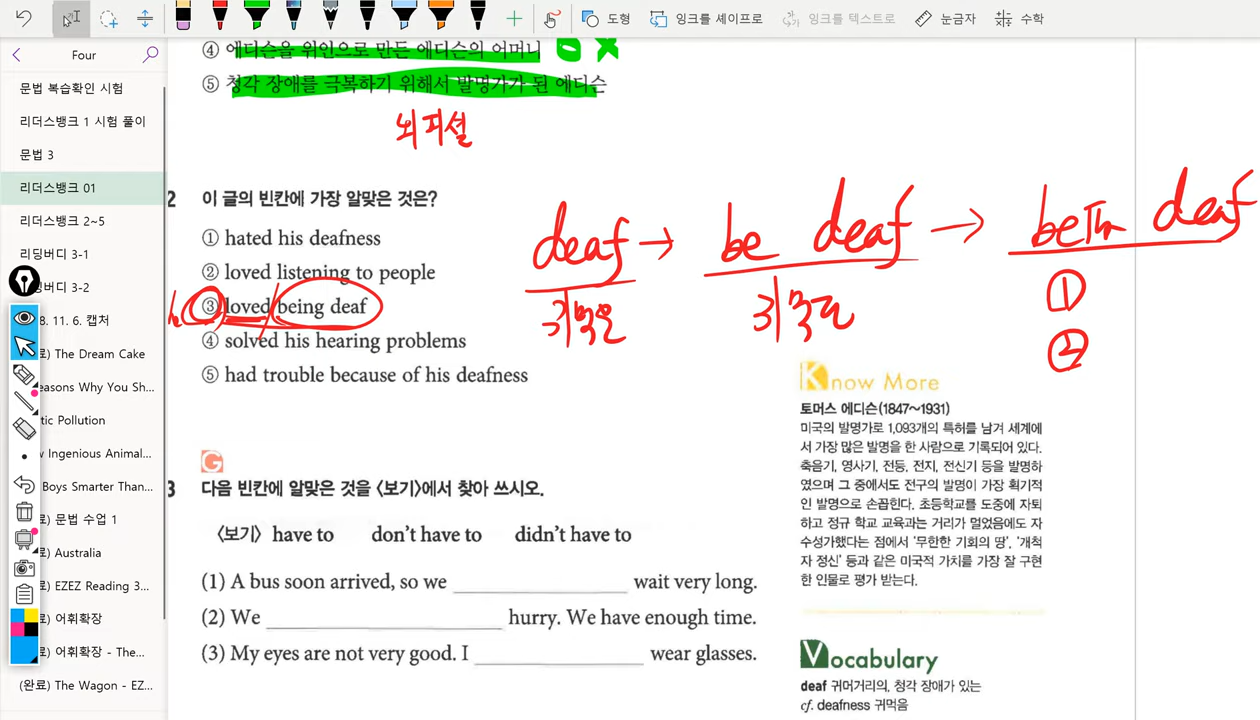 도형
잉크를 셰이프로
잉크를 텍스트로
눈금자
수학
Four
문법 복습확인 시험
리더스뱅크 1 시험 풀이
문법 3
리더스뱅크 01
리더스뱅크 2~5
리딩버디 3-1
3-2
8. 11. 6. 캡처
료) The Dream Cake
easons Why You Sh...
tic Pollution
w Ingenious Animal...
Boys Smarter Than...
료) 문법 수업 1
Australia
료) EZEZ Reading 3...
료) 어휘확장
료) 어휘확장 - The...
(완료) The Wagon - EZ...
④ 에디슨을 위인으로 만든 에디슨의 어머니
⑤ 청각 장애를 극복하기 위해서 발명가가 된 에디슨
2 이 글의 빈칸에 가장 알맞은 것은?
① hated his deafness
② loved listening to people
③ loved being deaf
④ solved his hearing problems
⑤ had trouble because of his deafness
deaf → be deaf →
deaf
귀먹은
①
②
G
3 다음 빈칸에 알맞은 것을 〈보기〉에서 찾아 쓰시오.
〈보기〉 have to don't have to didn't have to
(1) A bus soon arrived, so we ____ wait very long.
(2) We ____ hurry. We have enough time.
(3) My eyes are not very good. I ____ wear glasses.
Know More
토머스 에디슨(1847~1931)
미국의 발명가로 1,093개의 특허를 남겨 세계에
서 가장 많은 발명을 한 사람으로 기록되어 있다.
축음기, 영사기, 전등, 전지, 전신기 등을 발명하
였으며 그 중에서도 전구의 발명이 가장 획기적
인 발명으로 손꼽힌다. 초등학교를 도중에 자퇴
하고 정규 학교 교육과는 거리가 멀었음에도 자
수성가했다는 점에서 '무한한 기회의 땅', '개척
자 정신' 등과 같은 미국적 가치를 가장 잘 구현
한 인물로 평가 받는다.
Vocabulary
deaf 귀머거리의, 청각 장애가 있는
cf. deafness 귀먹음